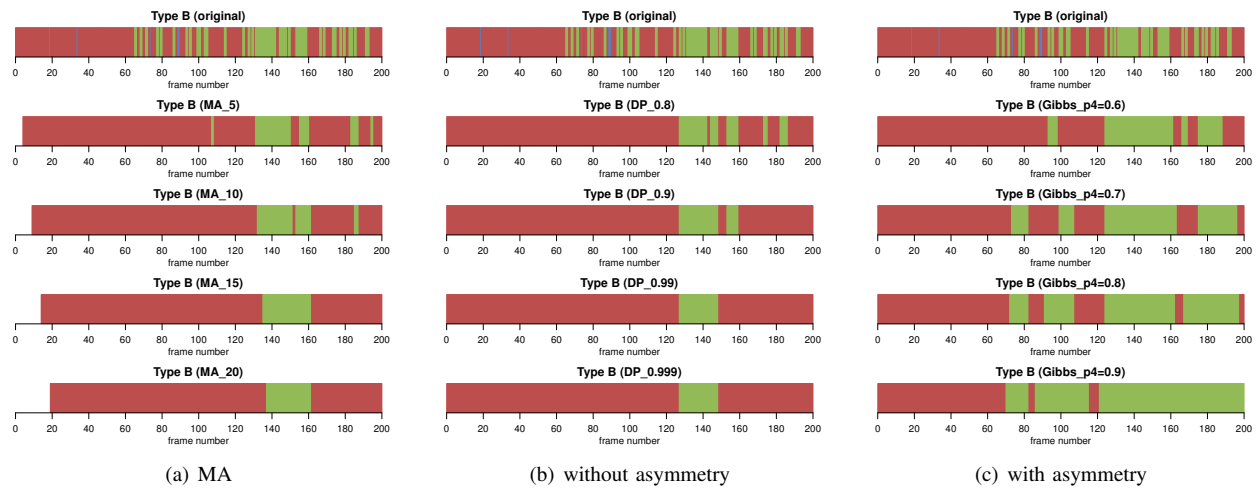 Type B (original)
0 20 40 60 80 100 120 140 160 180 200
frame number
Type B (MA_5)
0 20 40 60 80 100 120 140 160 180 200
frame number
Type B (MA_10)
0 20 40 60 80 100 120 140 160 180 200
frame number
Type B (MA_15)
0 20 40 60 80 100 120 140 160 180 200
frame number
Type B (MA_20)
0 20 40 60 80 100 120 140 160 180 200
frame number
(a) MA
Type B (original)
0 20 40 60 80 100 120 140 160 180 200
frame number
Type B (DP_0.8)
0 20 40 60 80 100 120 140 160 180 200
frame number
Type B (DP_0.9)
0 20 40 60 80 100 120 140 160 180 200
frame number
Type B (DP_0.99)
0 20 40 60 80 100 120 140 160 180 200
frame number
Type B (DP_0.999)
0 20 40 60 80 100 120 140 160 180 200
frame number
(b) without asymmetry
Type B (original)
0 20 40 60 80 100 120 140 160 180 200
frame number
Type B (Gibbs_p4=0.6)
0 20 40 60 80 100 120 140 160 180 200
frame number
Type B (Gibbs_p4=0.7)
0 20 40 60 80 100 120 140 160 180 200
frame number
Type B (Gibbs_p4=0.8)
0 20 40 60 80 100 120 140 160 180 200
frame number
Type B (Gibbs_p4=0.9)
0 20 40 60 80 100 120 140 160 180 200
frame number
(c) with asymmetry